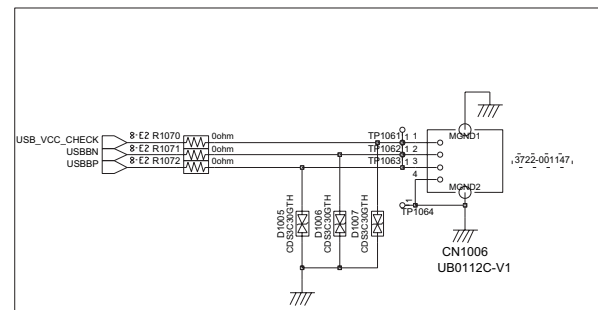 MGND1
USB_VCC_CHECK 8-E2 R1070 0ohm TP1061 1 1
USBBN 8-E2 R1071 0ohm TP1062 1 2
USBBP 8-E2 R1072 0ohm TP1063 1 3
3722-001147
4
MGND2
1
TP1064
D1005
CDS3C30GTH
D1006
CDS3C30GTH
D1007
CDS3C30GTH
CN1006
UB0112C-V1